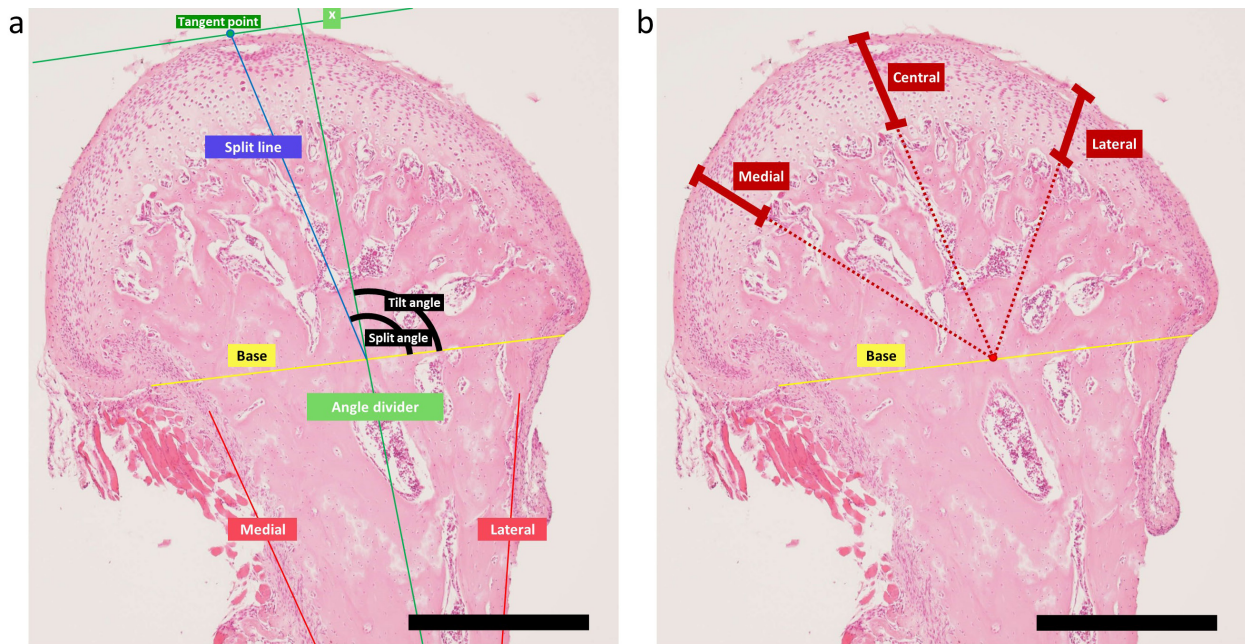 a
Tangent point
x
Split line
Tilt angle
Split angle
Base
Angle divider
Medial
Lateral
b
Central
Lateral
Medial
Base